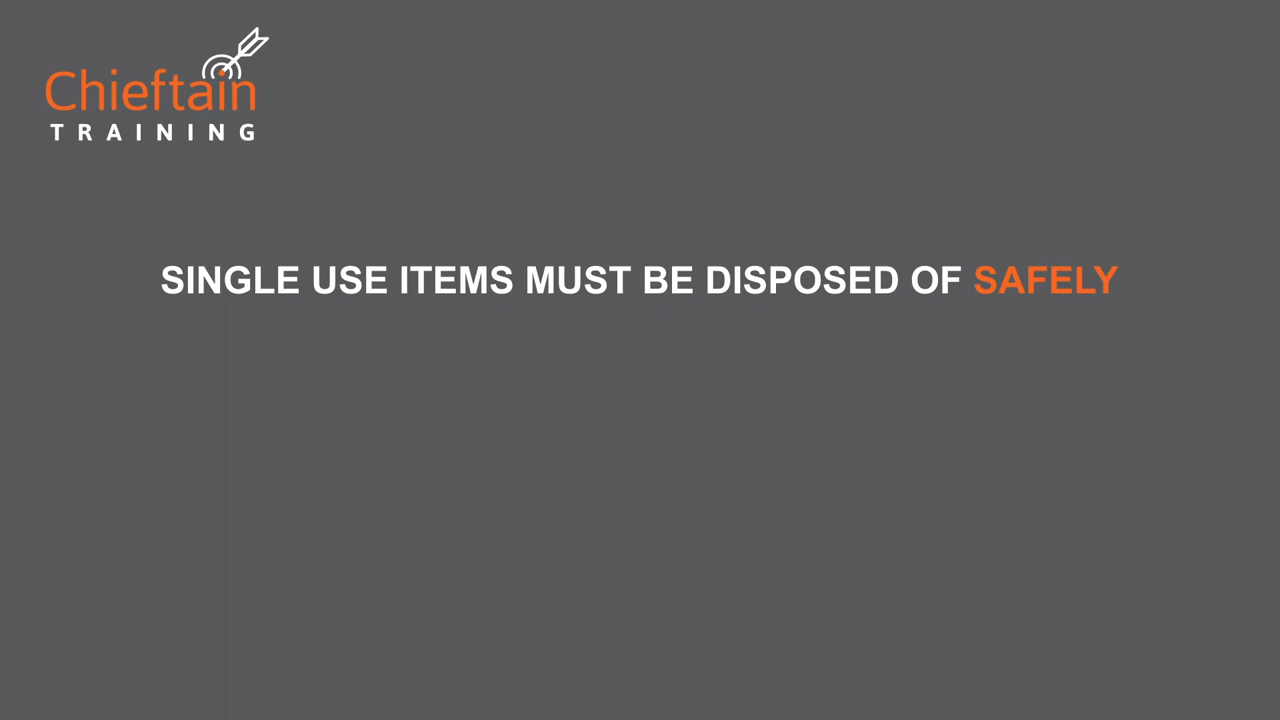 Chieftain
TRAINING
SINGLE USE ITEMS MUST BE DISPOSED OF SAFELY